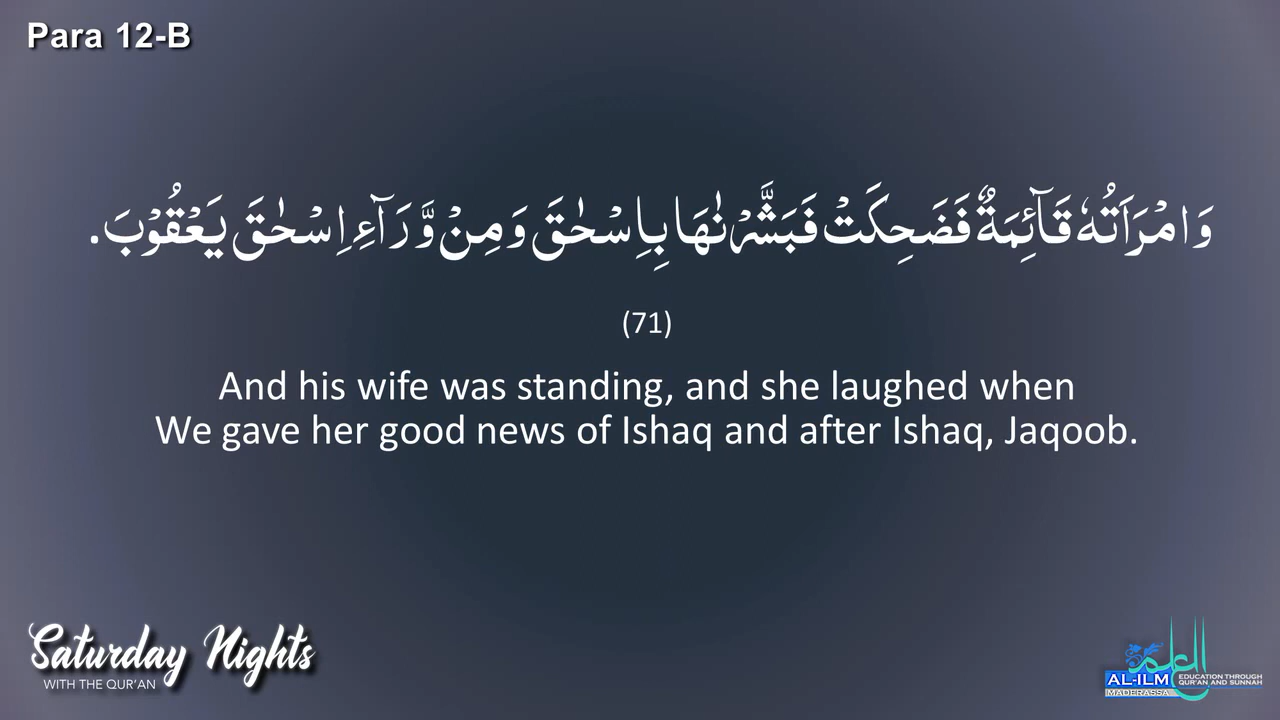 Para 12-B
وَامْرَاَتُهٗ قَآئِمَةٌ فَضَحِكَتْ فَبَشَّرْنٰهَا بِاِسْحٰقَ وَمِنْ وَّرَآءِ اِسْحٰقَ يَعْقُوْبَ.
(71)
And his wife was standing, and she laughed when
We gave her good news of Ishaq and after Ishaq, Jaqoob.
Saturday Nights
WITH THE QUR'AN
العلم
AL-ILM
MADERASSA
EDUCATION THROUGH
QUR'AN AND SUNNAH